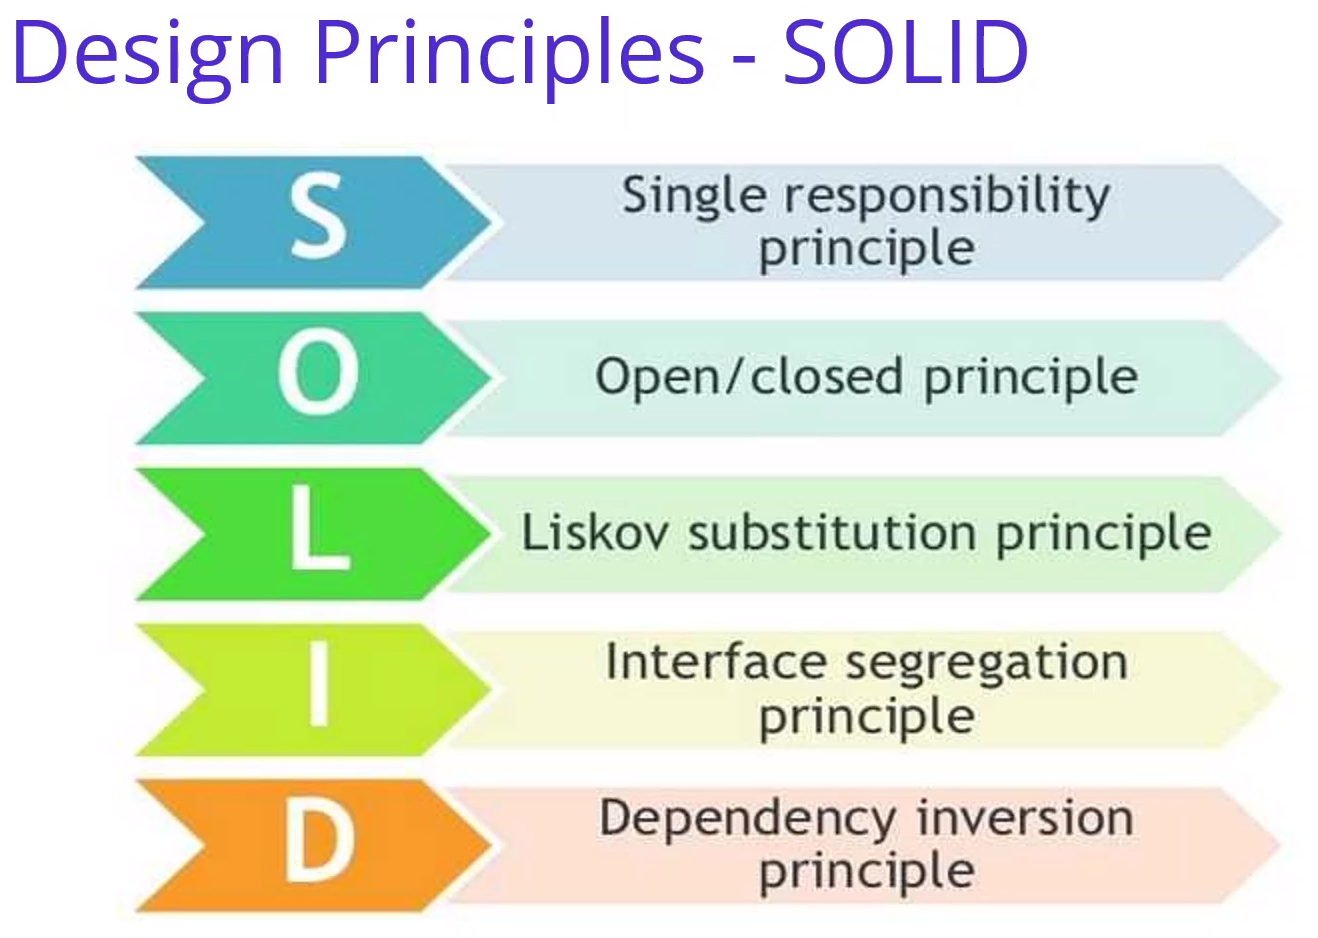 Design Principles - SOLID
S
Single responsibility
principle
O
Open/closed principle
L
Liskov substitution principle
I
Interface segregation
principle
D
Dependency inversion
principle